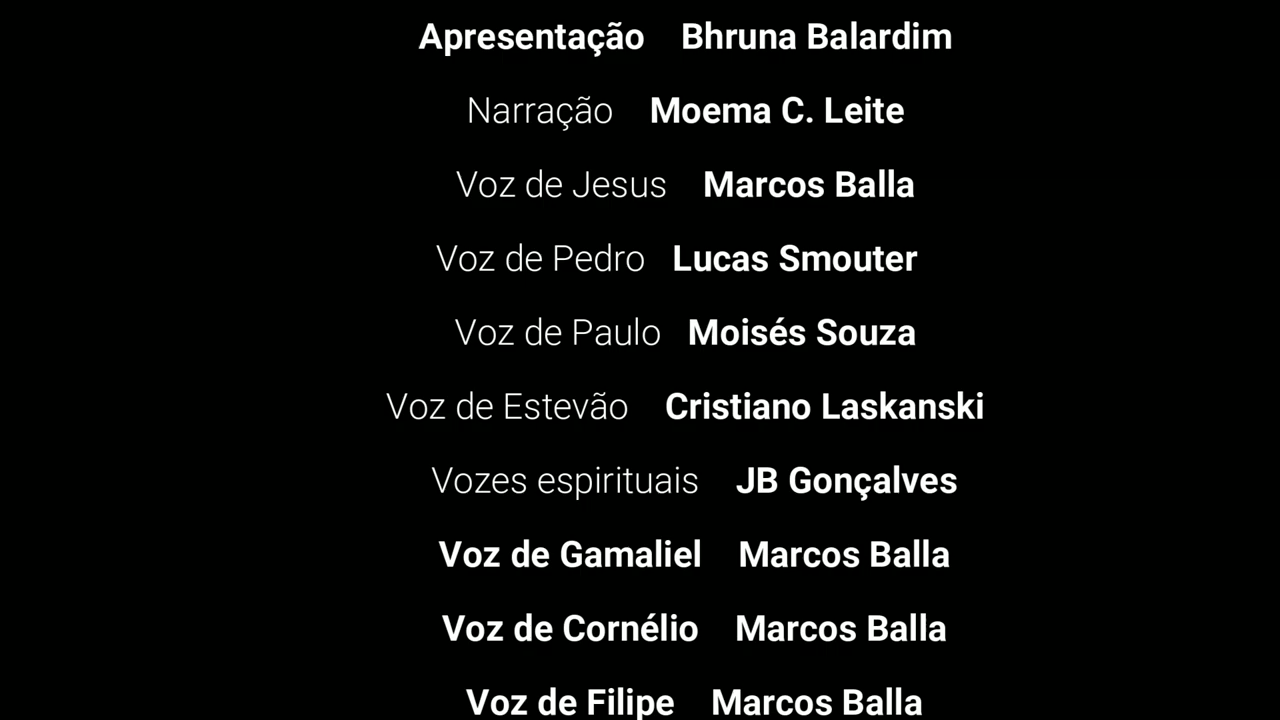 Apresentação Bhruna Balardim
Narração Moema C. Leite
Voz de Jesus Marcos Balla
Voz de Pedro Lucas Smouter
Voz de Paulo Moisés Souza
Voz de Estevão Cristiano Laskanski
Vozes espirituais JB Gonçalves
Voz de Gamaliel Marcos Balla
Voz de Cornélio Marcos Balla
Voz de Filipe Marcos Balla